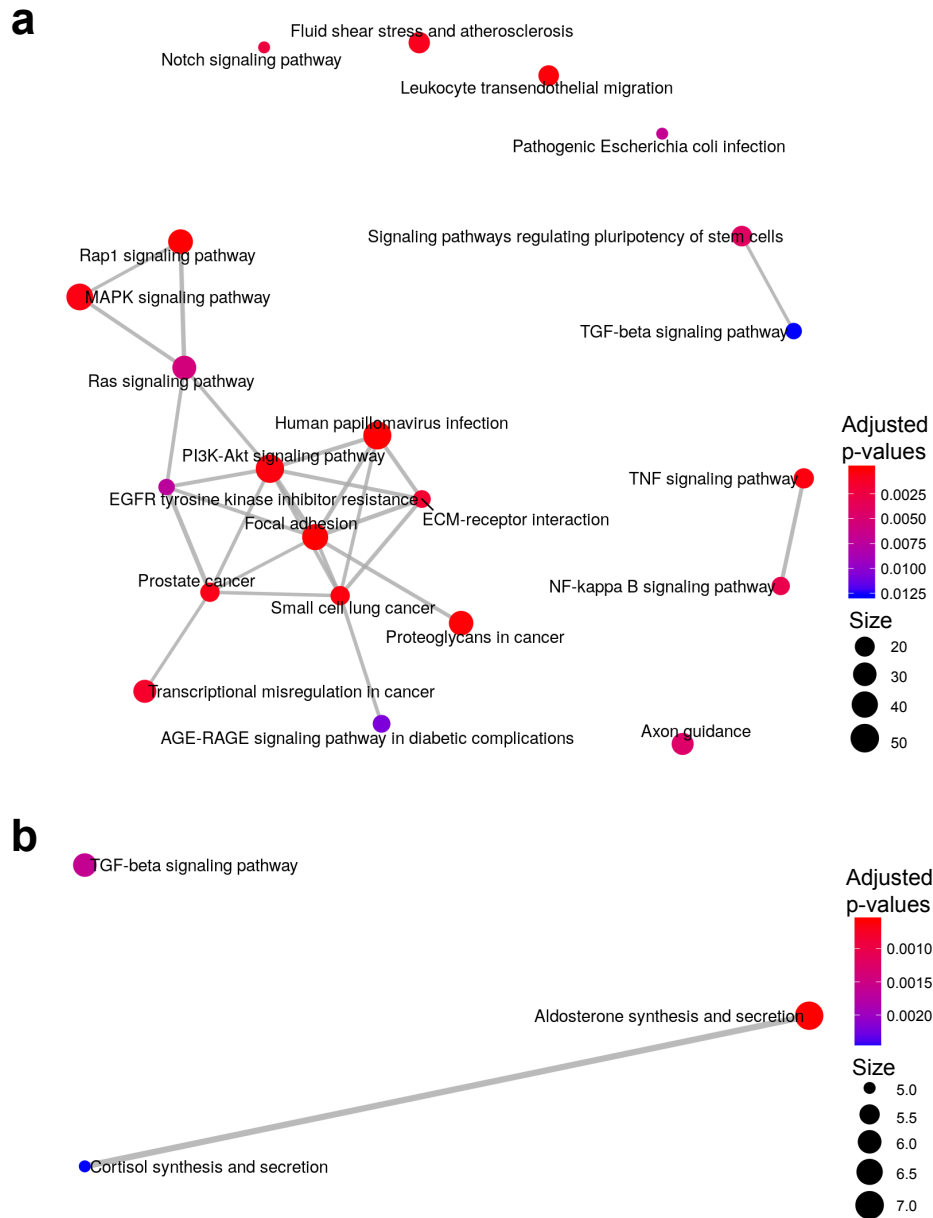 a
Fluid shear stress and atherosclerosis
Notch signaling pathway
Leukocyte transendothelial migration
Pathogenic Escherichia coli infection
Signaling pathways regulating pluripotency of stem cells
Rap1 signaling pathway
MAPK signaling pathway
TGF-beta signaling pathway
Ras signaling pathway
Human papillomavirus infection
PI3K-Akt signaling pathway
EGFR tyrosine kinase inhibitor resistance
ECM-receptor interaction
Focal adhesion
TNF signaling pathway
Prostate cancer
NF-kappa B signaling pathway
Small cell lung cancer
Proteoglycans in cancer
Transcriptional misregulation in cancer
AGE-RAGE signaling pathway in diabetic complications
Axon guidance
Adjusted
p-values
0.0025
0.0050
0.0075
0.0100
0.0125
Size
20
30
40
50
b
TGF-beta signaling pathway
Aldosterone synthesis and secretion
Cortisol synthesis and secretion
Adjusted
p-values
0.0010
0.0015
0.0020
Size
5.0
5.5
6.0
6.5
7.0